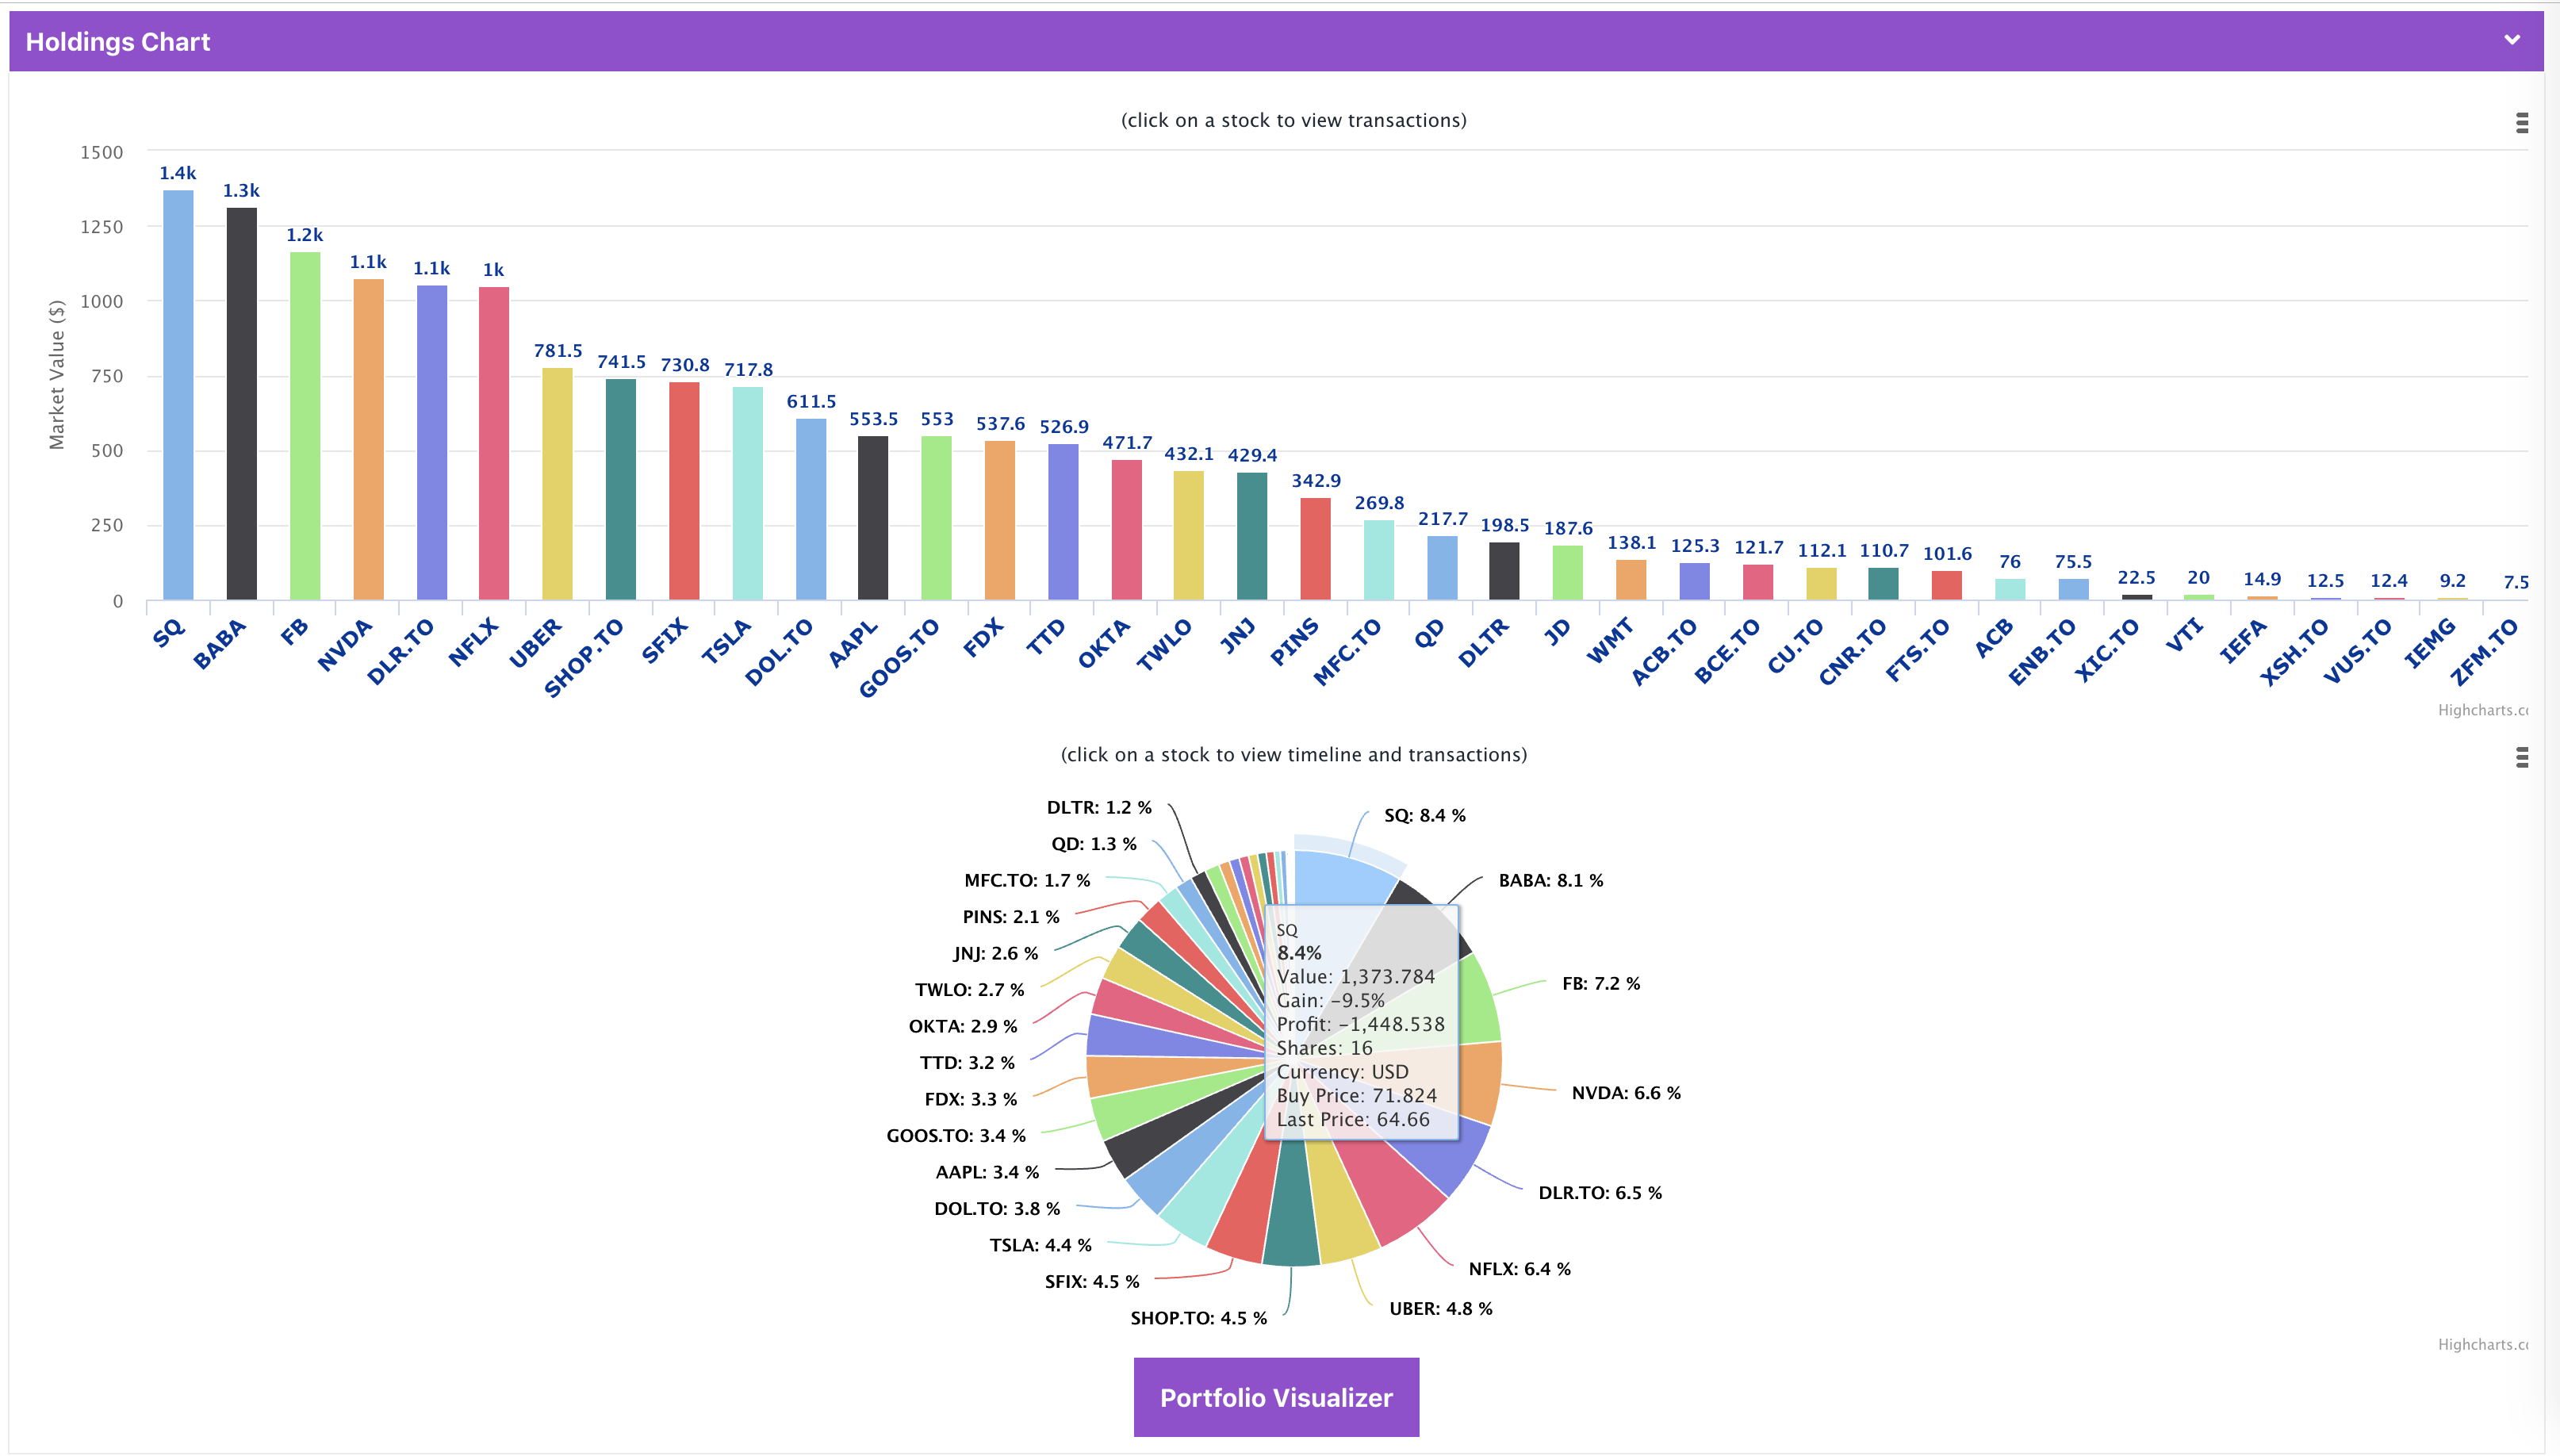 Holdings Chart
(click on a stock to view transactions)
Market Value ($)
1500
1250
1000
750
500
250
0
1.4k
1.3k
1.2k
1.1k
1.1k
1k
781.5
741.5
730.8
717.8
611.5
553.5
553
537.6
526.9
471.7
432.1
429.4
342.9
269.8
217.7
198.5
187.6
138.1
125.3
121.7
112.1
110.7
101.6
76
75.5
22.5
20
14.9
12.5
12.4
9.2
7.5
SQ
BABA
FB
NVDA
DLR.TO
NFLX
UBER
SHOP.TO
SFIX
TSLA
DOL.TO
AAPL
GOOS.TO
FDX
TTD
OKTA
TWLO
JNJ
PINS
MFC.TO
QD
DLTR
JD
WMT
ACB.TO
BCE.TO
CU.TO
CNR.TO
FTS.TO
ACB
ENB.TO
XIC.TO
VTI
IEFA
XSH.TO
VUS.TO
IEMG
ZFM.TO
Highcharts.cc
(click on a stock to view timeline and transactions)
SQ: 8.4 %
BABA: 8.1 %
FB: 7.2 %
NVDA: 6.6 %
DLR.TO: 6.5 %
NFLX: 6.4 %
UBER: 4.8 %
SHOP.TO: 4.5 %
SFIX: 4.5 %
TSLA: 4.4 %
DOL.TO: 3.8 %
AAPL: 3.4 %
GOOS.TO: 3.4 %
FDX: 3.3 %
TTD: 3.2 %
OKTA: 2.9 %
TWLO: 2.7 %
JNJ: 2.6 %
PINS: 2.1 %
MFC.TO: 1.7 %
QD: 1.3 %
DLTR: 1.2 %
SQ
8.4%
Value: 1,373.784
Gain: −9.5%
Profit: −1,448.538
Shares: 16
Currency: USD
Buy Price: 71.824
Last Price: 64.66
Highcharts.cc
Portfolio Visualizer